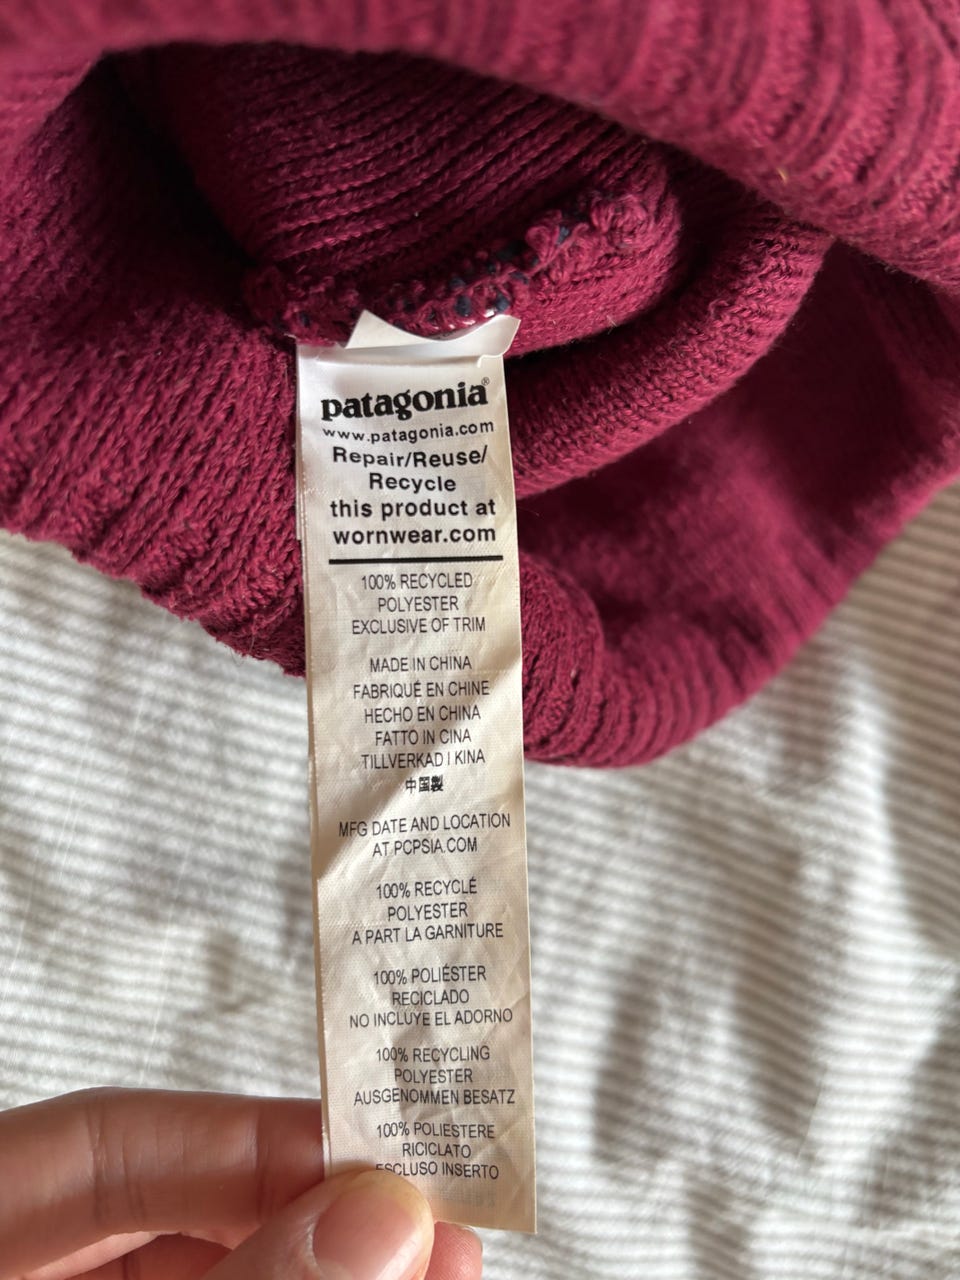 patagonia®
www.patagonia.com
Repair/Reuse/
Recycle
this product at
wornwear.com
100% RECYCLED
POLYESTER
EXCLUSIVE OF TRIM
MADE IN CHINA
FABRIQUÉ EN CHINE
HECHO EN CHINA
FATTO IN CINA
TILLVERKAD I KINA
中国製
MFG DATE AND LOCATION
AT PCPSIA.COM
100% RECYCLÉ
POLYESTER
A PART LA GARNITURE
100% POLIÉSTER
RECICLADO
NO INCLUYE EL ADORNO
100% RECYCLING
POLYESTER
AUSGENOMMEN BESATZ
100% POLIESTERE
RICICLATO
ESCLUSO INSERTO